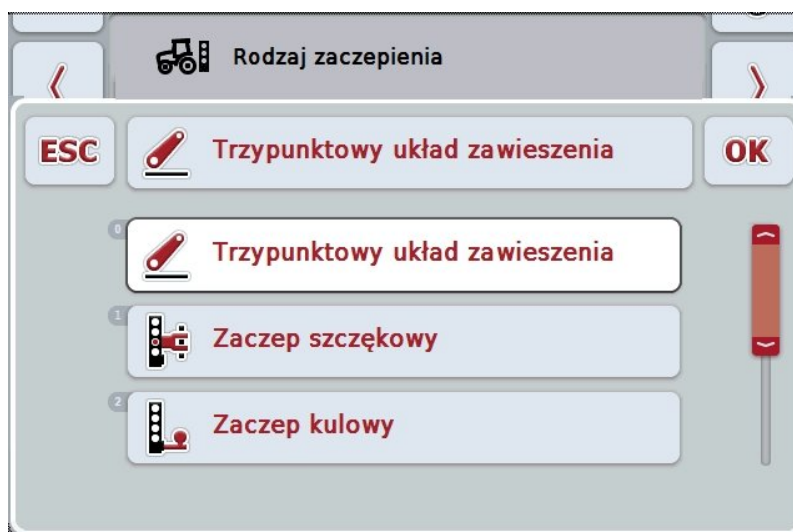 Rodzaj zaczepienia
ESC
Trzypunktowy układ zawieszenia
OK
0
Trzypunktowy układ zawieszenia
1
Zaczep szczękowy
2
Zaczep kulowy